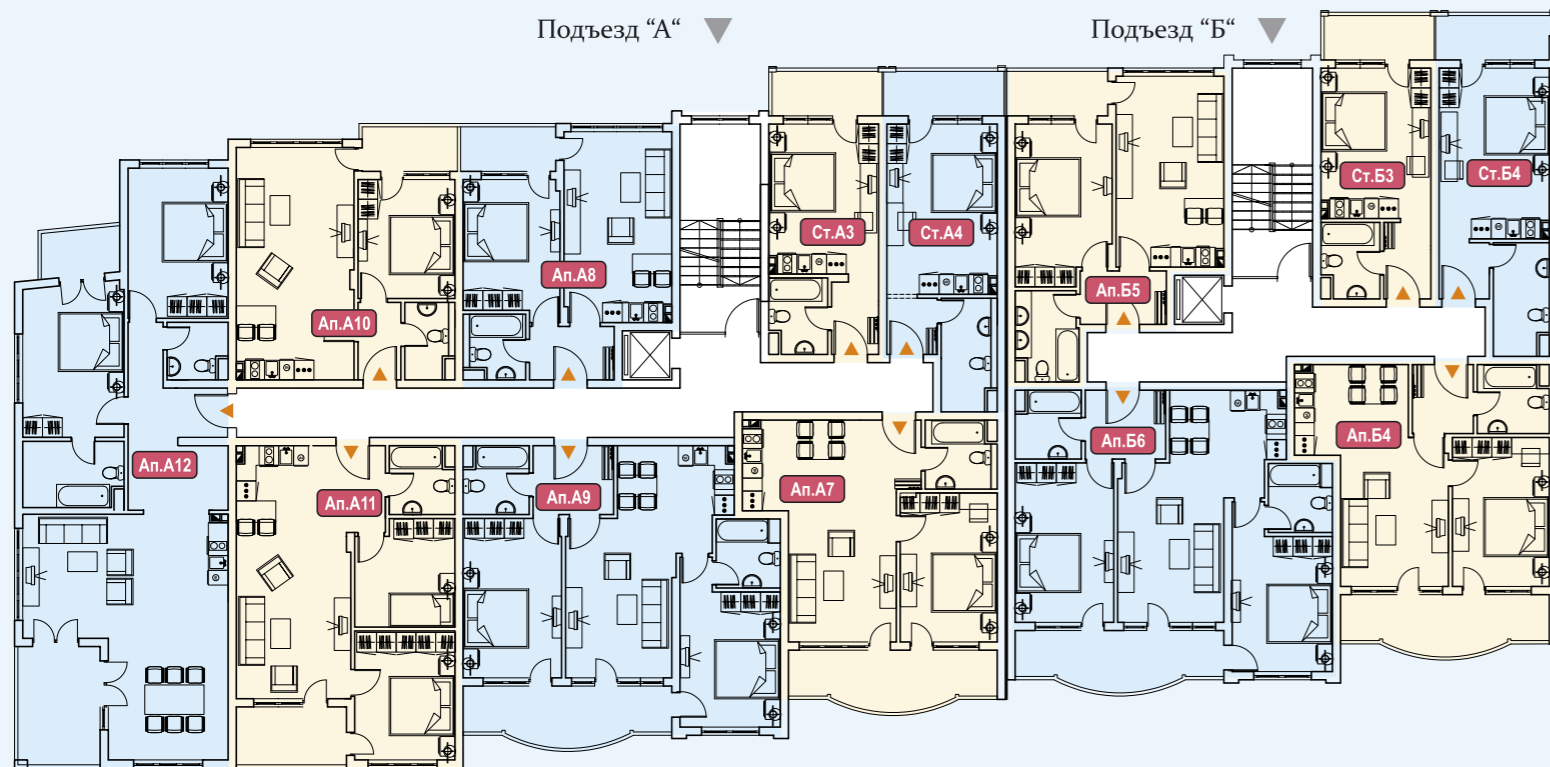 Подъезд “А“
Подъезд “Б“
Ст.Б3
Ст.Б4
Ст.А3
Ст.А4
Ап.А8
Ап.Б5
Ап.А10
Ап.Б6
Ап.Б4
Ап.А12
Ап.А11
Ап.А9
Ап.А7